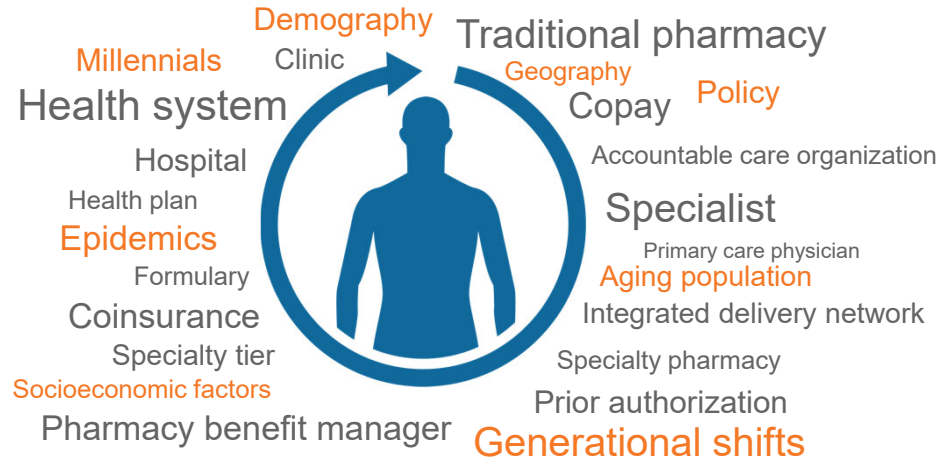 Demography
Traditional pharmacy
Millennials
Clinic
Geography
Policy
Health system
Copay
Hospital
Accountable care organization
Health plan
Specialist
Epidemics
Primary care physician
Formulary
Aging population
Coinsurance
Integrated delivery network
Specialty tier
Specialty pharmacy
Socioeconomic factors
Prior authorization
Pharmacy benefit manager
Generational shifts